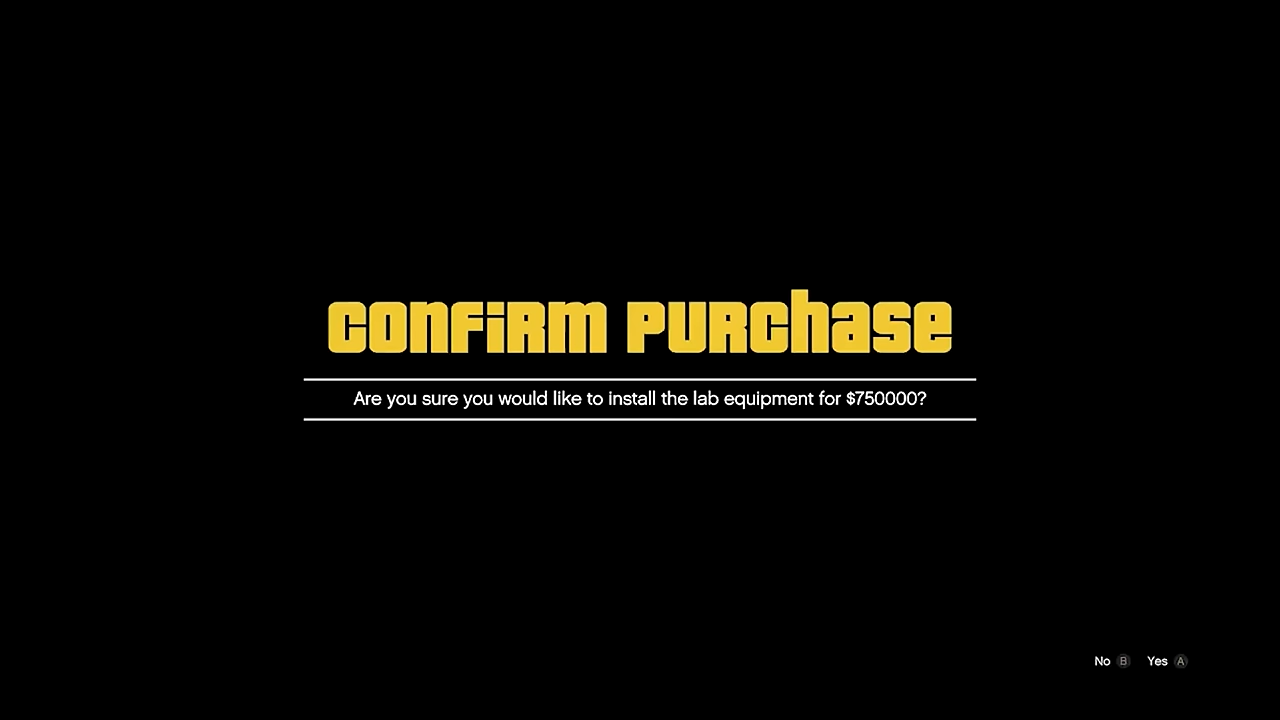 CONFIRM PURCHASE
Are you sure you would like to install the lab equipment for $750000?
No B Yes A